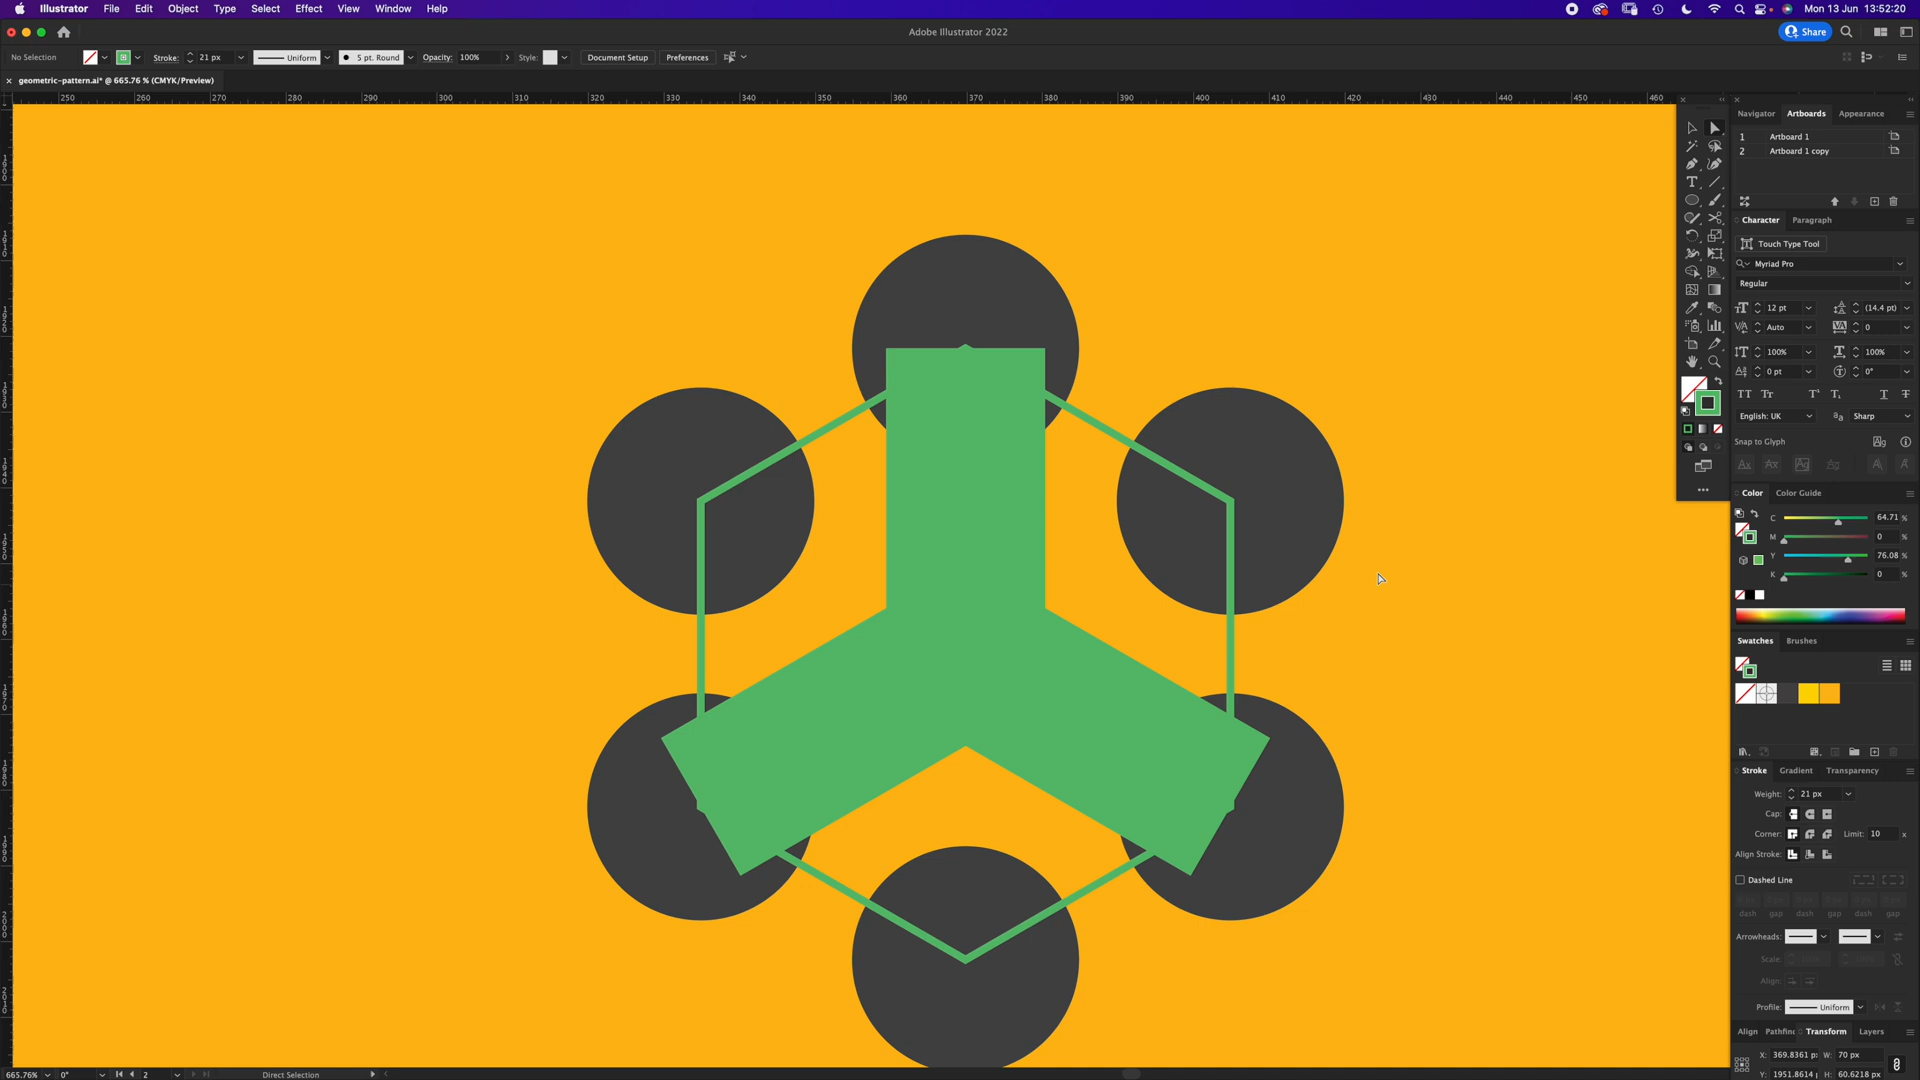 Illustrator File Edit Object Type Select Effect View Window Help Mon 13 Jun 13:52:20
Adobe Illustrator 2022 Share
No Selection Stroke: 21 px Uniform 5 pt. Round Opacity: 100% Style: Document Setup Preferences
geometric-pattern.ai* @ 665.76 % (CMYK/Preview)
250 260 270 280 290 300 310 320 330 340 350 360 370 380 390 400 410 420 430 440 450 460
Navigator Artboards Appearance
1 Artboard 1
2 Artboard 1 copy
Character Paragraph
Touch Type Tool
Myriad Pro
Regular
12 pt (14.4 pt)
Auto 0
100% 100%
0 pt 0°
English: UK Sharp
Snap to Glyph
Color Color Guide
C 64.71 %
M 0 %
Y 76.08 %
K 0 %
Swatches Brushes
Stroke Gradient Transparency
Weight: 21 px
Cap:
Corner: Limit: 10 x
Align Stroke:
Dashed Line
dash gap dash gap dash gap
Arrowheads:
Scale:
Align:
Profile: Uniform
Align Pathfind Transform Layers
X: 369.8361 px W: 70 px
Y: 1951.8614 H: 60.6218 px
665.76% 0° 2 Direct Selection